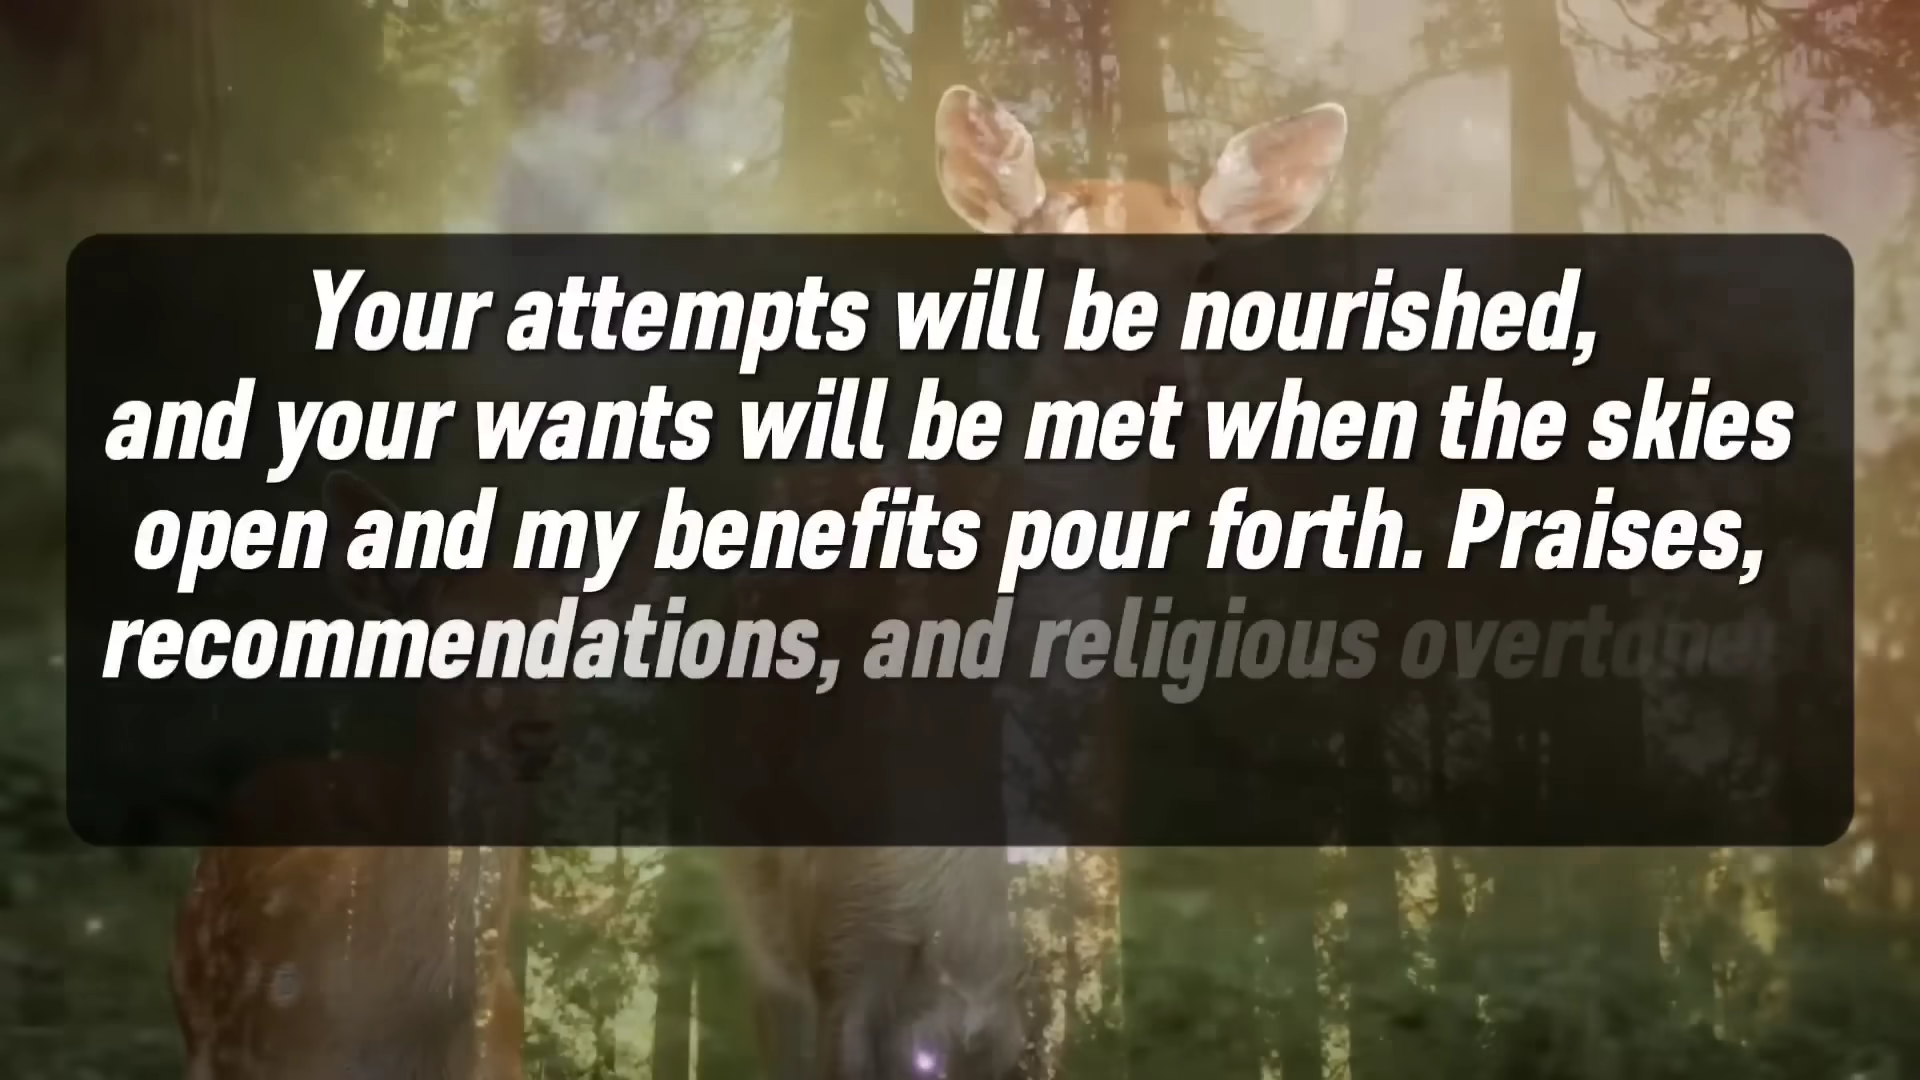 Your attempts will be nourished,
and your wants will be met when the skies
open and my benefits pour forth. Praises,
recommendations, and religious overtones